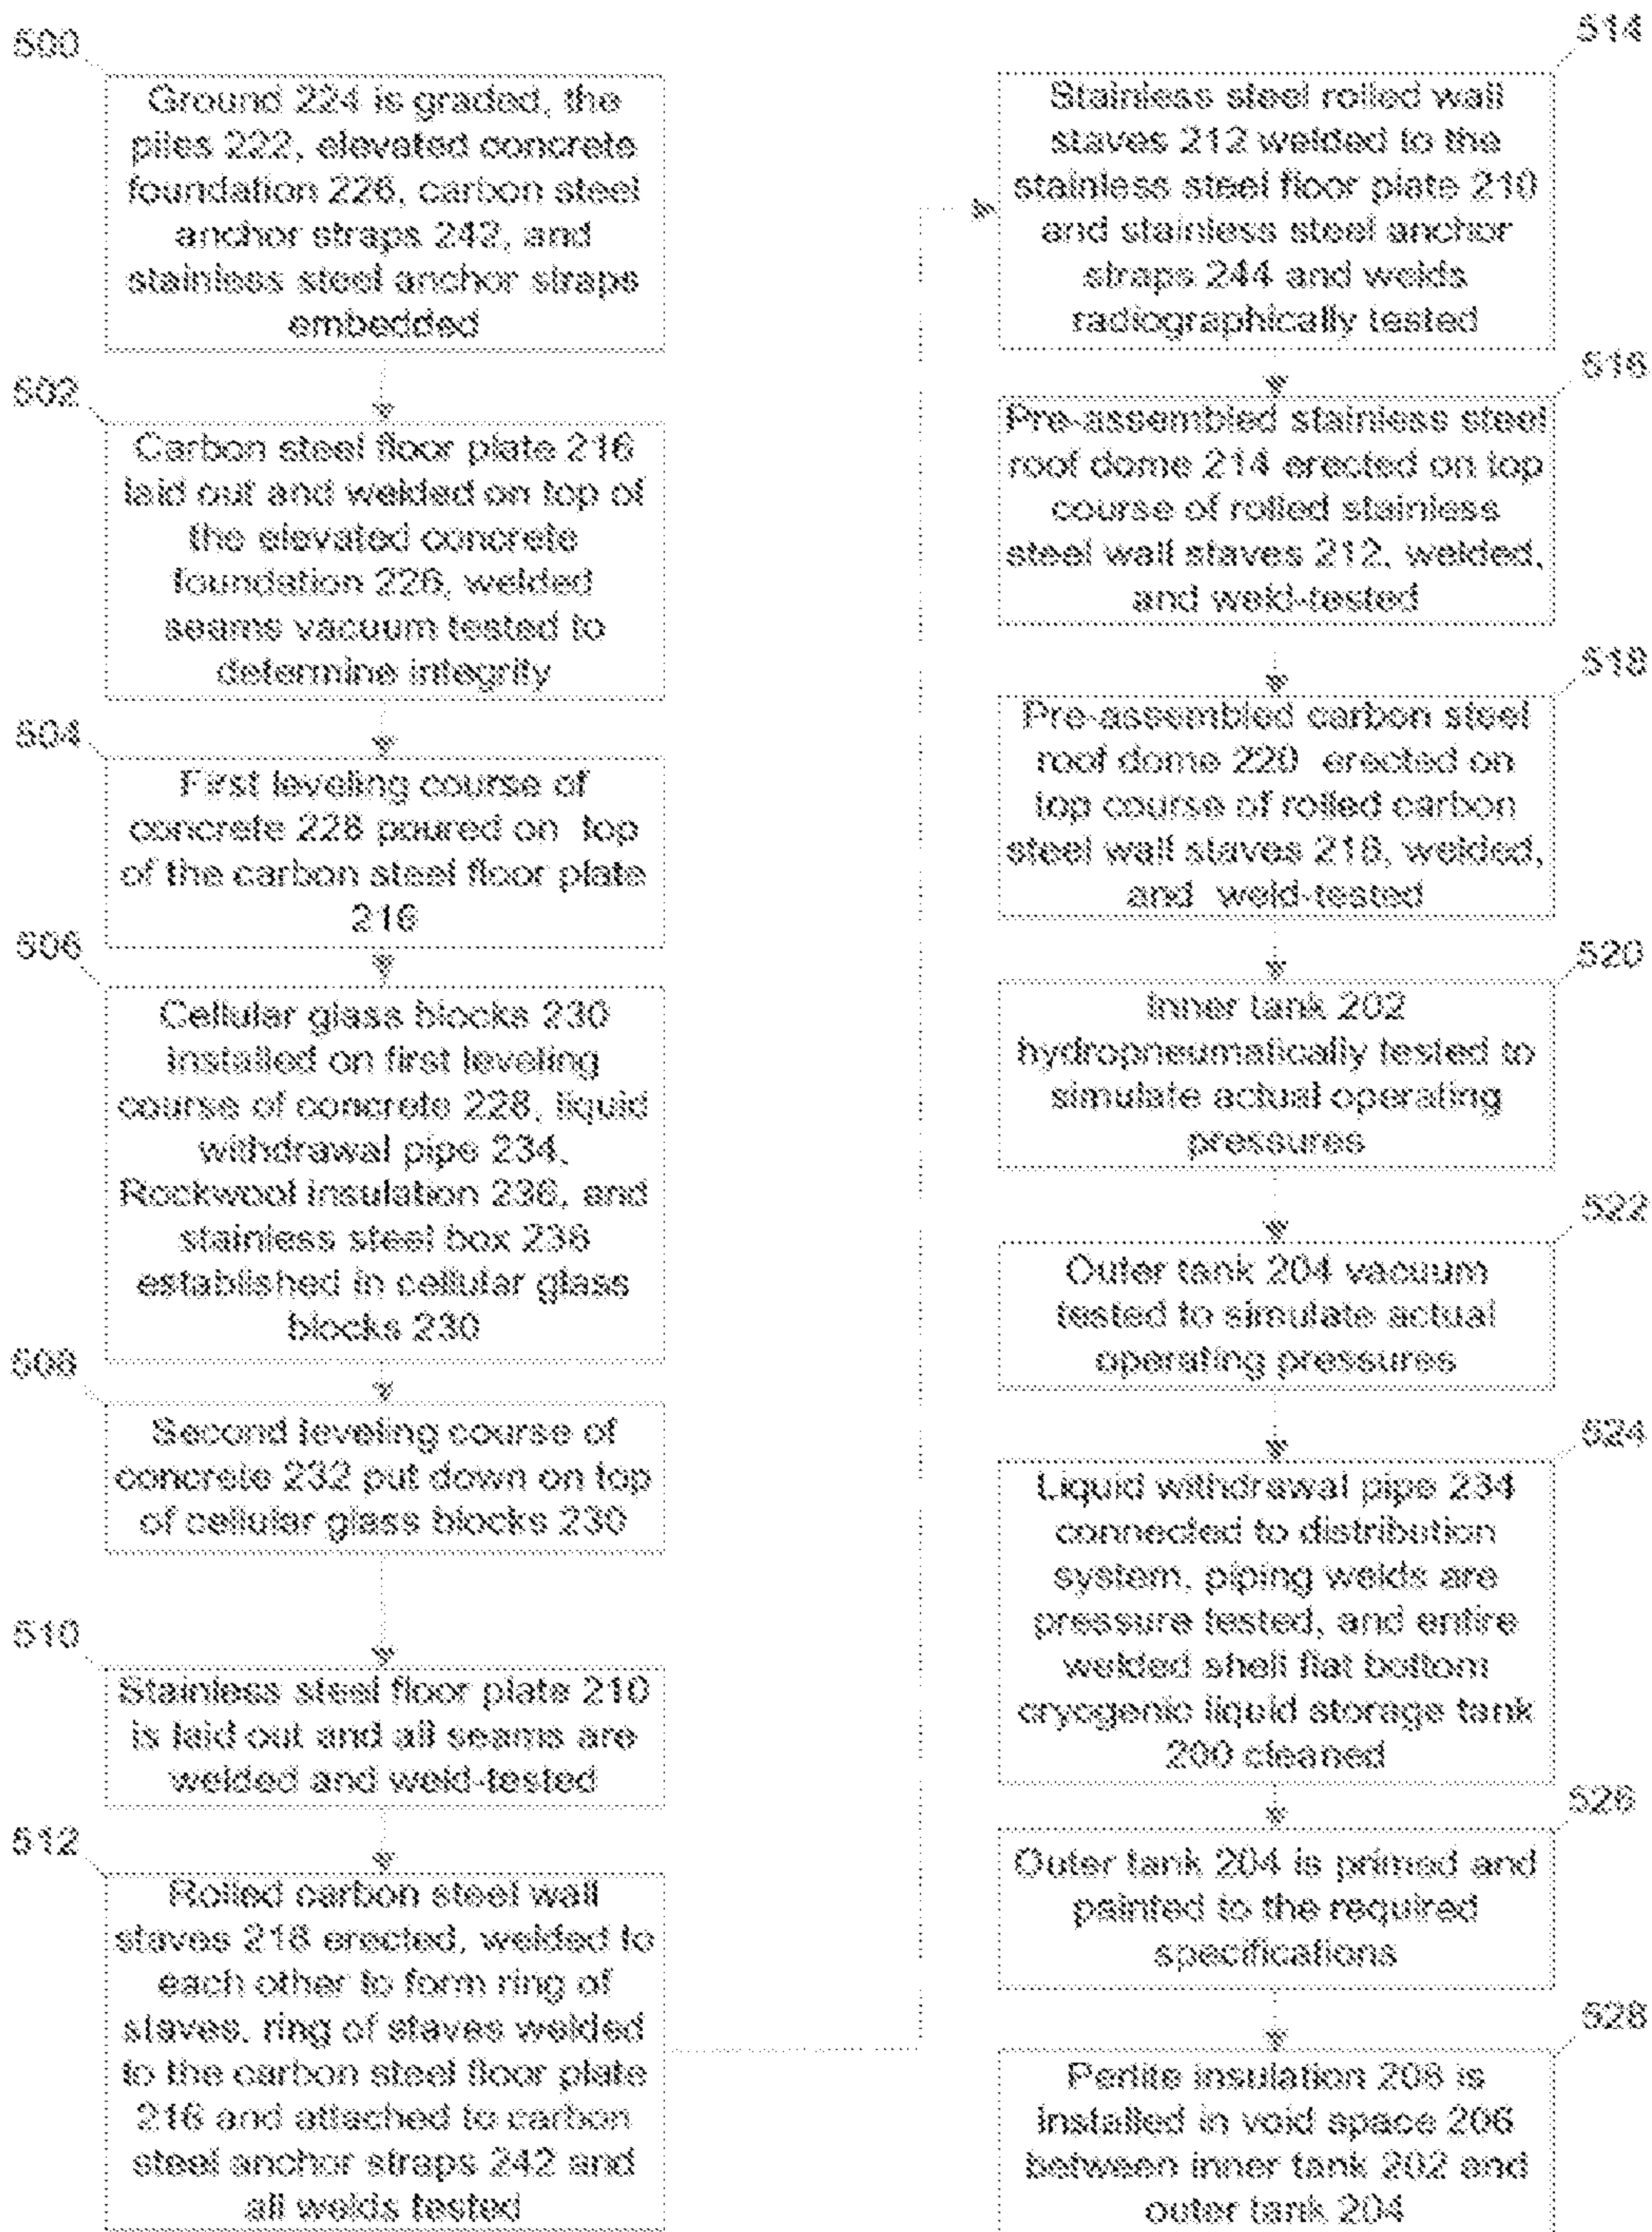 500
Ground 224 is graded, the
piles 222, elevated concrete
foundation 226, carbon steel
anchor straps 242, and
stainless steel anchor straps
embedded
502
Carbon steel floor plate 216
laid out and welded on top of
the elevated concrete
foundation 226, welded
seams vacuum tested to
determine integrity
504
First leveling course of
concrete 228 poured on top
of the carbon steel floor plate
216
506
Cellular glass blocks 230
installed on first leveling
course of concrete 228, liquid
withdrawal pipe 234,
Rockwool insulation 236, and
stainless steel box 238
established in cellular glass
blocks 230
508
Second leveling course of
concrete 232 put down on top
of cellular glass blocks 230
510
Stainless steel floor plate 210
is laid out and all seams are
welded and weld-tested
512
Rolled carbon steel wall
staves 218 erected, welded to
each other to form ring of
staves, ring of staves welded
to the carbon steel floor plate
216 and attached to carbon
steel anchor straps 242 and
all welds tested
514
Stainless steel rolled wall
staves 212 welded to the
stainless steel floor plate 210
and stainless steel anchor
straps 244 and welds
radiographically tested
516
Pre-assembled stainless steel
roof dome 214 erected on top
course of rolled stainless
steel wall staves 212, welded,
and weld-tested
518
Pre-assembled carbon steel
roof dome 220 erected on
top course of rolled carbon
steel wall staves 218, welded,
and weld-tested
520
Inner tank 202
hydropneumatically tested to
simulate actual operating
pressures
522
Outer tank 204 vacuum
tested to simulate actual
operating pressures
524
Liquid withdrawal pipe 234
connected to distribution
system, piping welds are
pressure tested, and entire
welded shell flat bottom
cryogenic liquid storage tank
200 cleaned
526
Outer tank 204 is primed and
painted to the required
specifications
528
Perlite insulation 208 is
installed in void space 206
between inner tank 202 and
outer tank 204